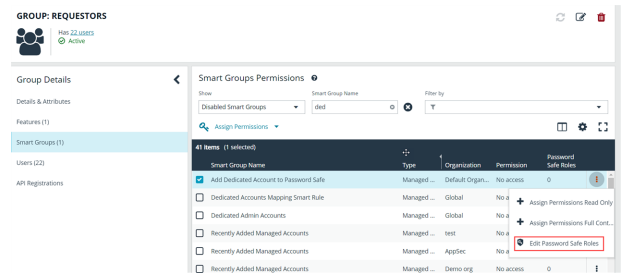 GROUP: REQUESTORS
Has 22 users
Active
Group Details
Details & Attributes
Features (1)
Smart Groups (1)
Users (22)
API Registrations
Smart Groups Permissions
Show
Smart Group Name
Filter by
Disabled Smart Groups
ded
Assign Permissions
41 items (1 selected)
Smart Group Name Type Organization Permission Password Safe Roles
Add Dedicated Account to Password Safe Managed ... Default Organ... No access 0
Dedicated Accounts Mapping Smart Rule Managed ... Global No a
Dedicated Admin Accounts Managed ... Global No a
Recently Added Managed Accounts Managed ... test No a
Recently Added Managed Accounts Managed ... AppSec No a
Recently Added Managed Accounts Managed ... Demo org No access 0
Assign Permissions Read Only
Assign Permissions Full Cont...
Edit Password Safe Roles